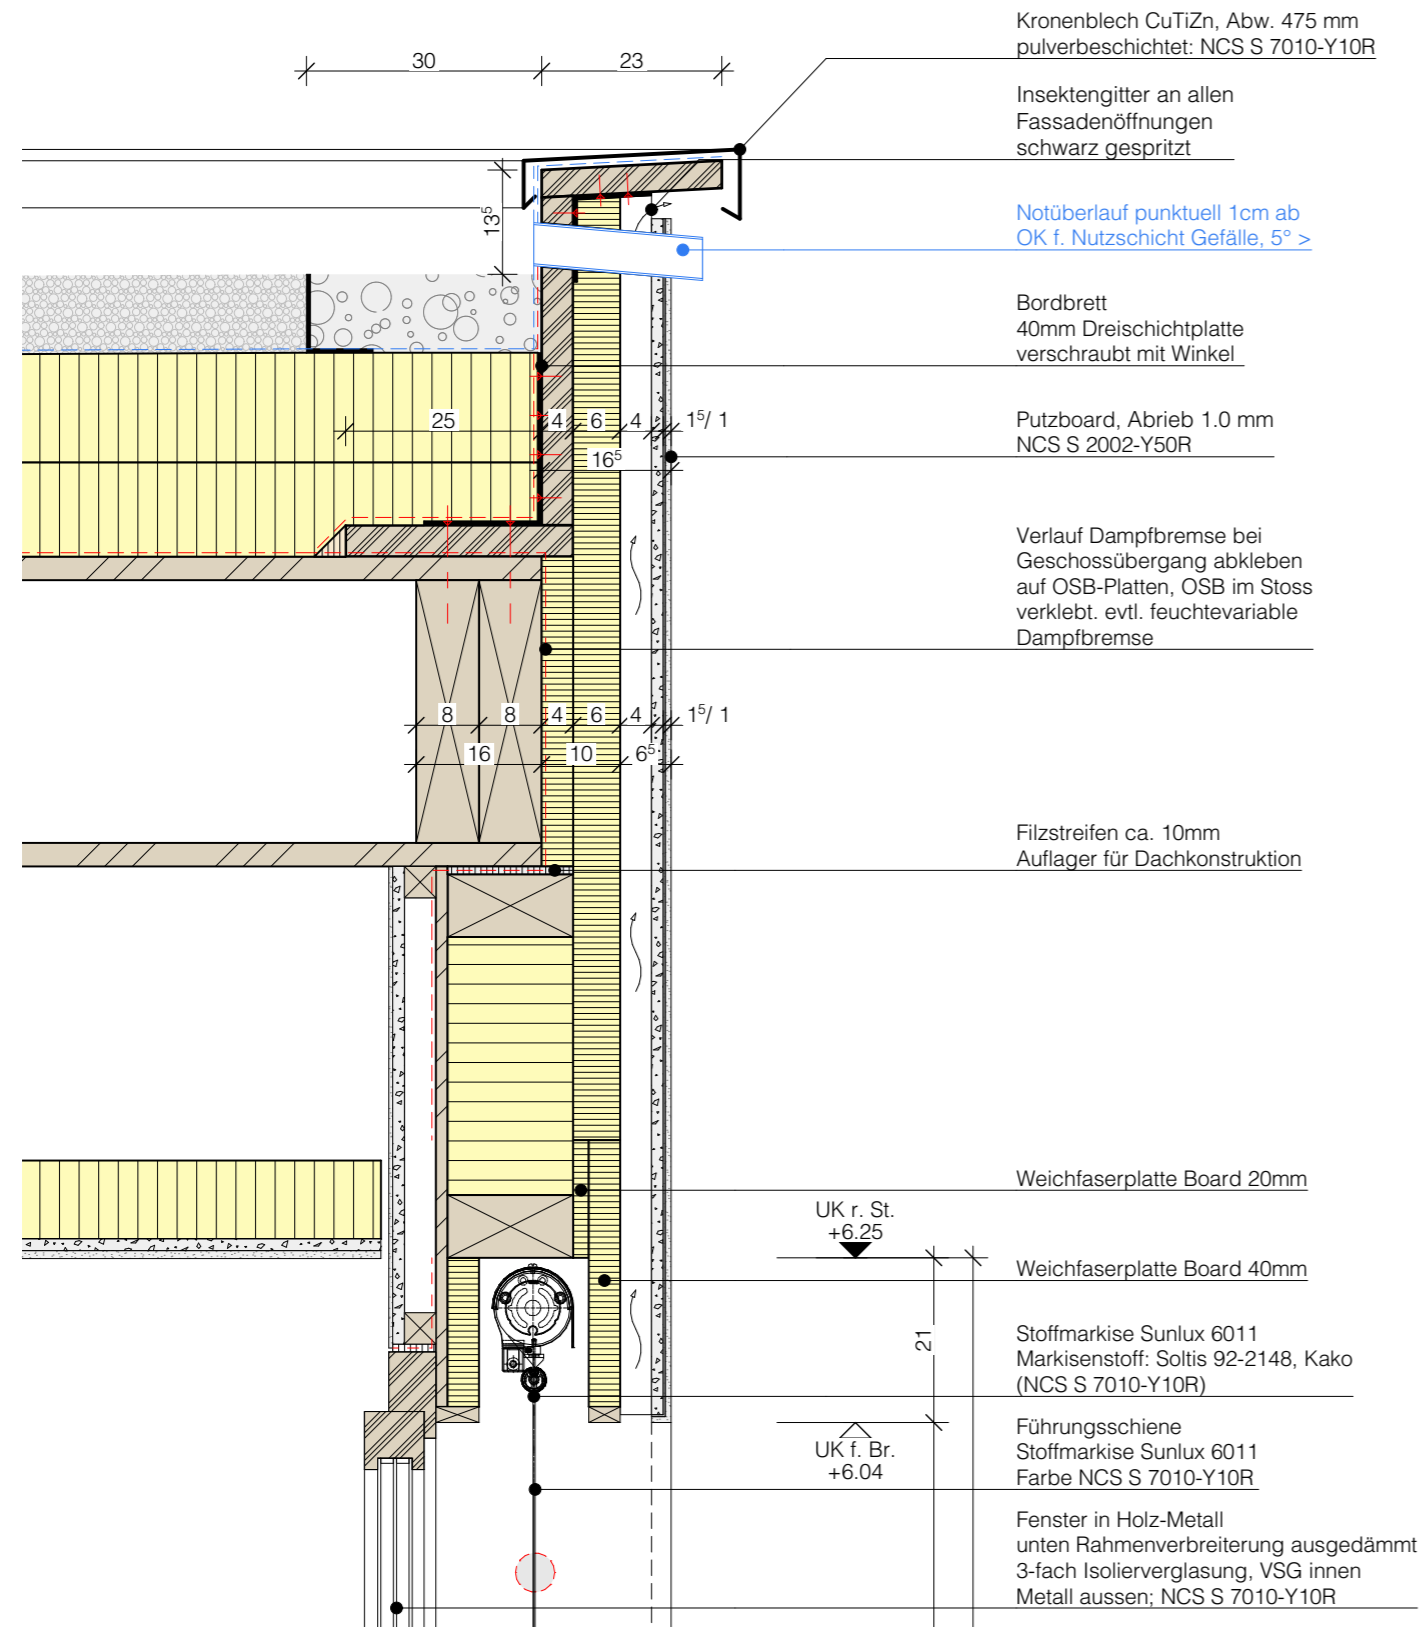 Kronenblech CuTiZn, Abw. 475 mm
pulverbeschichtet: NCS S 7010-Y10R
30
23
Insektengitter an allen
Fassadenöffnungen
schwarz gespritzt
13⁵
Notüberlauf punktuell 1cm ab
OK f. Nutzschicht Gefälle, 5° >
Bordbrett
40mm Dreischichtplatte
verschraubt mit Winkel
25
4
6
4
1⁵/ 1
16⁵
Putzboard, Abrieb 1.0 mm
NCS S 2002-Y50R
Verlauf Dampfbremse bei
Geschossübergang abkleben
auf OSB-Platten, OSB im Stoss
verklebt. evtl. feuchtevariable
Dampfbremse
8
8
4
6
4
1⁵/ 1
16
10
6⁵
Filzstreifen ca. 10mm
Auflager für Dachkonstruktion
Weichfaserplatte Board 20mm
UK r. St.
+6.25
Weichfaserplatte Board 40mm
21
Stoffmarkise Sunlux 6011
Markisenstoff: Soltis 92-2148, Kako
(NCS S 7010-Y10R)
UK f. Br.
+6.04
Führungsschiene
Stoffmarkise Sunlux 6011
Farbe NCS S 7010-Y10R
Fenster in Holz-Metall
unten Rahmenverbreiterung ausgedämmt
3-fach Isolierverglasung, VSG innen
Metall aussen; NCS S 7010-Y10R